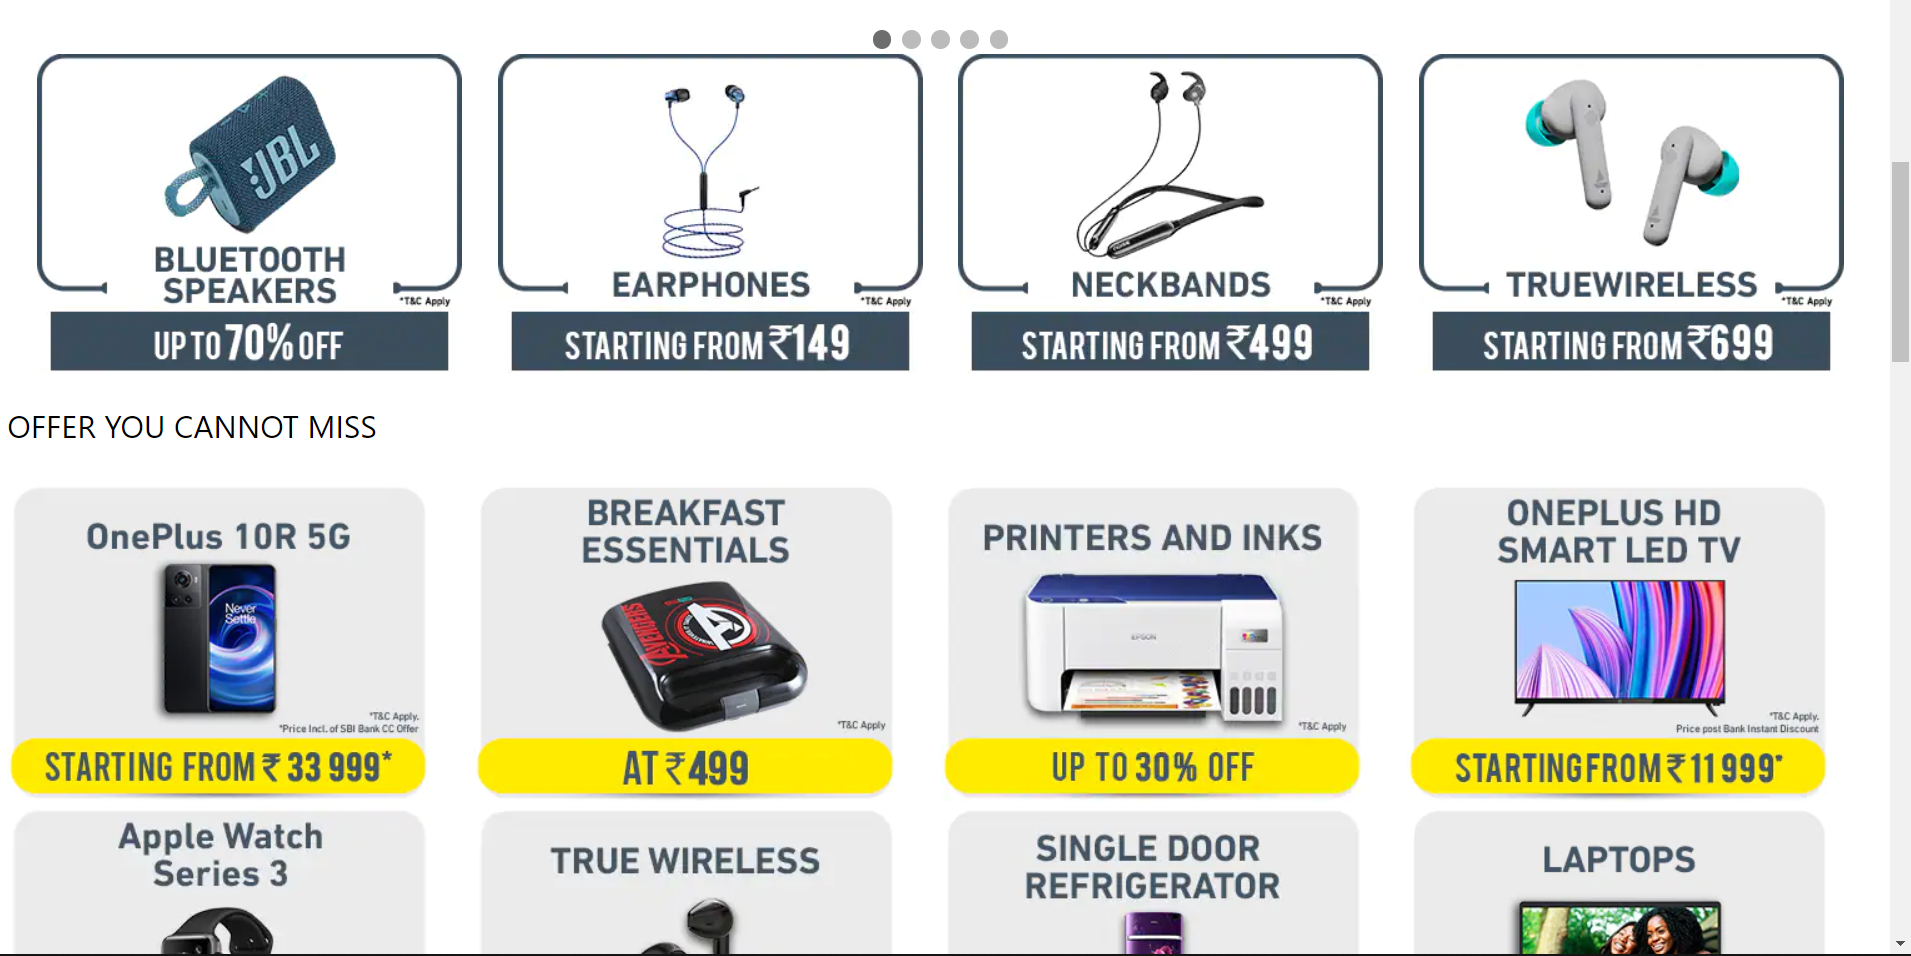 JBL
BLUETOOTH
SPEAKERS
*T&C Apply
UP TO 70% OFF
EARPHONES
*T&C Apply
STARTING FROM ₹149
NECKBANDS
*T&C Apply
STARTING FROM ₹499
TRUEWIRELESS
*T&C Apply
STARTING FROM ₹699
OFFER YOU CANNOT MISS
OnePlus 10R 5G
Never
Settle
*T&C Apply.
*Price Incl. of SBI Bank CC Offer
STARTING FROM ₹ 33 999*
BREAKFAST
ESSENTIALS
AVENGERS
*T&C Apply
AT ₹499
PRINTERS AND INKS
EPSON
*T&C Apply
UP TO 30% OFF
ONEPLUS HD
SMART LED TV
*T&C Apply.
Price post Bank Instant Discount
STARTING FROM ₹ 11 999*
Apple Watch
Series 3
TRUE WIRELESS
SINGLE DOOR
REFRIGERATOR
LAPTOPS